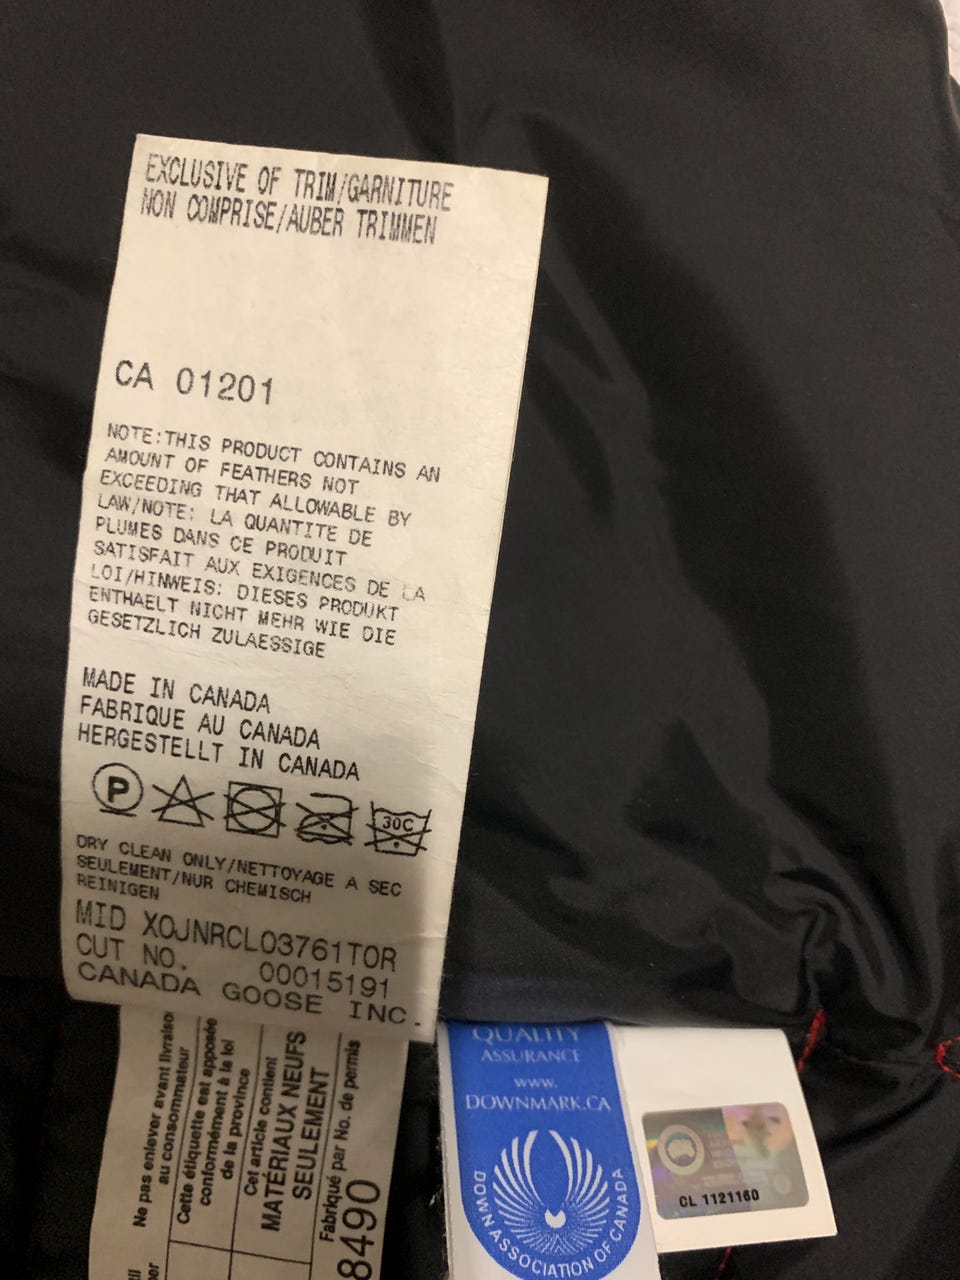 EXCLUSIVE OF TRIM/GARNITURE
NON COMPRISE/AUBER TRIMMEN
CA 01201
NOTE:THIS PRODUCT CONTAINS AN
AMOUNT OF FEATHERS NOT
EXCEEDING THAT ALLOWABLE BY
LAW/NOTE: LA QUANTITE DE
PLUMES DANS CE PRODUIT
SATISFAIT AUX EXIGENCES DE LA
LOI/HINWEIS: DIESES PRODUKT
ENTHAELT NICHT MEHR WIE DIE
GESETZLICH ZULAESSIGE
MADE IN CANADA
FABRIQUE AU CANADA
HERGESTELLT IN CANADA
P
30C
DRY CLEAN ONLY/NETTOYAGE A SEC
SEULEMENT/NUR CHEMISCH
REINIGEN
MID XOJNRCL03761TOR
CUT NO. 00015191
CANADA GOOSE INC.
Ne pas enlever avant livraison
au consommateur
Cette étiquette est apposée
conformément à la loi
de la province
Cet article contient
MATÉRIAUX NEUFS
SEULEMENT
Fabriqué par No. de permis
8490
QUALITY
ASSURANCE
www.
DOWNMARK.CA
DOWN ASSOCIATION OF CANADA
CL 1121160